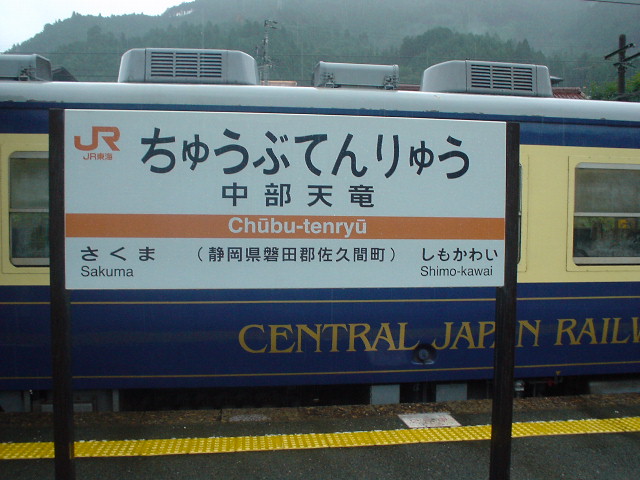 JR
JR東海
ちゅうぶてんりゅう
中部天竜
Chūbu-tenryū
さくま (静岡県磐田郡佐久間町) しもかわい
Sakuma Shimo-kawai
CENTRAL JAPAN RAILW